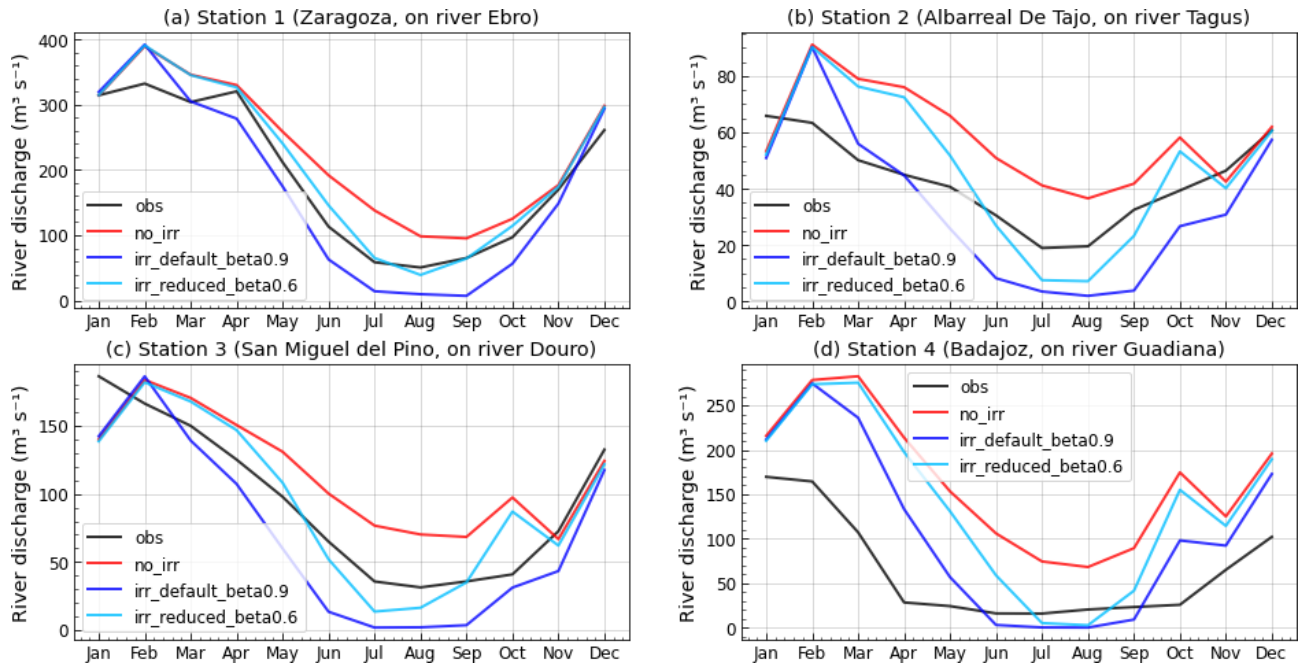 (a) Station 1 (Zaragoza, on river Ebro)
River discharge (m³ s⁻¹)
400
300
200
100
0
obs
no_irr
irr_default_beta0.9
irr_reduced_beta0.6
Jan Feb Mar Apr May Jun Jul Aug Sep Oct Nov Dec
(b) Station 2 (Albarreal De Tajo, on river Tagus)
River discharge (m³ s⁻¹)
80
60
40
20
0
obs
no_irr
irr_default_beta0.9
irr_reduced_beta0.6
Jan Feb Mar Apr May Jun Jul Aug Sep Oct Nov Dec
(c) Station 3 (San Miguel del Pino, on river Douro)
River discharge (m³ s⁻¹)
150
100
50
0
obs
no_irr
irr_default_beta0.9
irr_reduced_beta0.6
Jan Feb Mar Apr May Jun Jul Aug Sep Oct Nov Dec
(d) Station 4 (Badajoz, on river Guadiana)
River discharge (m³ s⁻¹)
250
200
150
100
50
0
obs
no_irr
irr_default_beta0.9
irr_reduced_beta0.6
Jan Feb Mar Apr May Jun Jul Aug Sep Oct Nov Dec